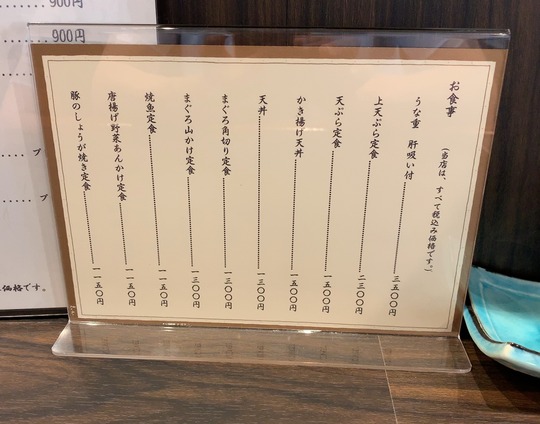 お食事 (当店は、すべて税込み価格です。)
うな重 肝吸い付 三五〇〇円
上天ぷら定食 二三〇〇円
天ぷら定食 一五〇〇円
かき揚げ天丼 一五〇〇円
天丼 一三〇〇円
まぐろ角切り定食 一三〇〇円
まぐろ山かけ定食 一三〇〇円
焼魚定食 一一五〇円
唐揚げ野菜あんかけ定食 一一五〇円
豚のしょうが焼き定食 一一五〇円
900円
900円
価格です。